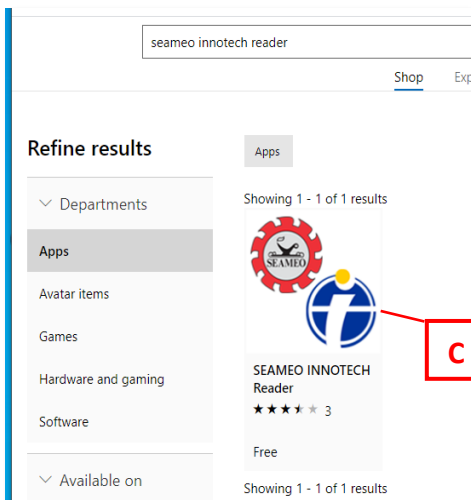 seameo innotech reader
Shop Exp
Refine results
Departments
Apps
Avatar items
Games
Hardware and gaming
Software
Available on
Apps
Showing 1 - 1 of 1 results
SEAMEO
SEAMEO INNOTECH
Reader
3
Free
Showing 1 - 1 of 1 results
C